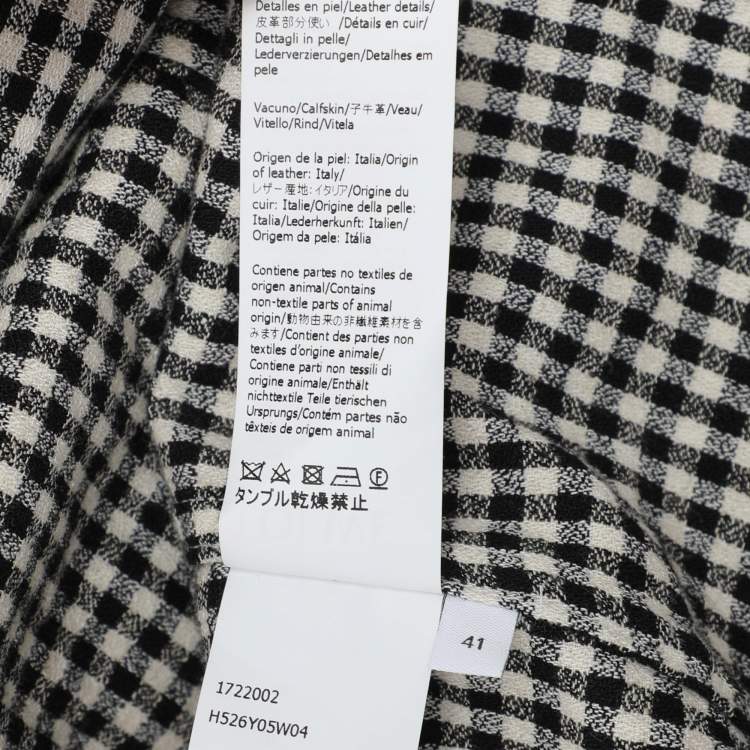 Detalles en piel/Leather details/
皮革部分使い/Détails en cuir/
Dettagli in pelle/
Lederverzierungen/Detalhes em
pele
Vacuno/Calfskin/子牛革/Veau/
Vitello/Rind/Vitela
Origen de la piel: Italia/Origin
of leather: Italy/
レザー産地:イタリア/Origine du
cuir: Italie/Origine della pelle:
Italia/Lederherkunft: Italien/
Origem da pele: Itália
Contiene partes no textiles de
origen animal/Contains
non-textile parts of animal
origin/動物由来の非繊維素材を含
みます/Contient des parties non
textiles d'origine animale/
Contiene parti non tessili di
origine animale/Enthält
nichttextile Teile tierischen
Ursprungs/Contém partes não
têxteis de origem animal
F
タンブル乾燥禁止
41
1722002
H526Y05W04